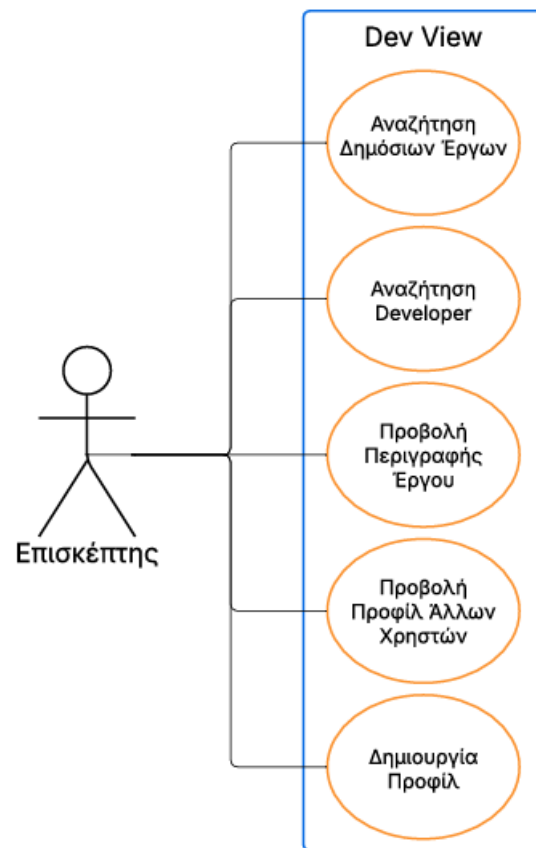 Dev View
Αναζήτηση
Δημόσιων Έργων
Αναζήτηση
Developer
Προβολή
Περιγραφής
Έργου
Επισκέπτης
Προβολή
Προφίλ Άλλων
Χρηστών
Δημιουργία
Προφίλ